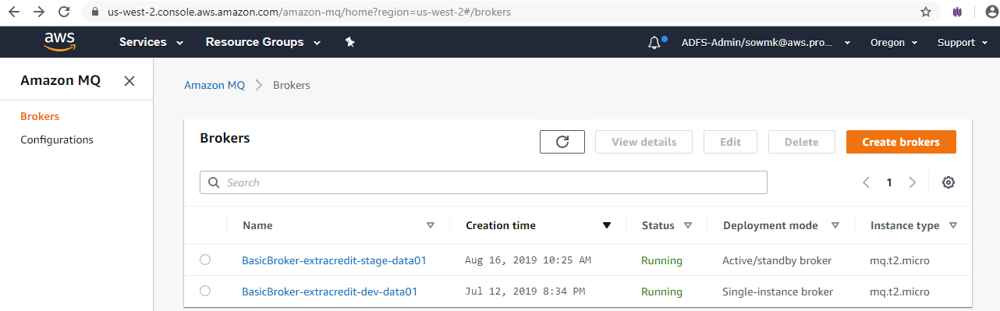 us-west-2.console.aws.amazon.com/amazon-mq/home?region=us-west-2#/brokers
aws Services Resource Groups ADFS-Admin/sowmk@aws.pro... Oregon Support
Amazon MQ
Brokers
Configurations
Amazon MQ Brokers
Brokers View details Edit Delete Create brokers
Search 1
Name Creation time Status Deployment mode Instance type
BasicBroker-extracredit-stage-data01 Aug 16, 2019 10:25 AM Running Active/standby broker mq.t2.micro
BasicBroker-extracredit-dev-data01 Jul 12, 2019 8:34 PM Running Single-instance broker mq.t2.micro